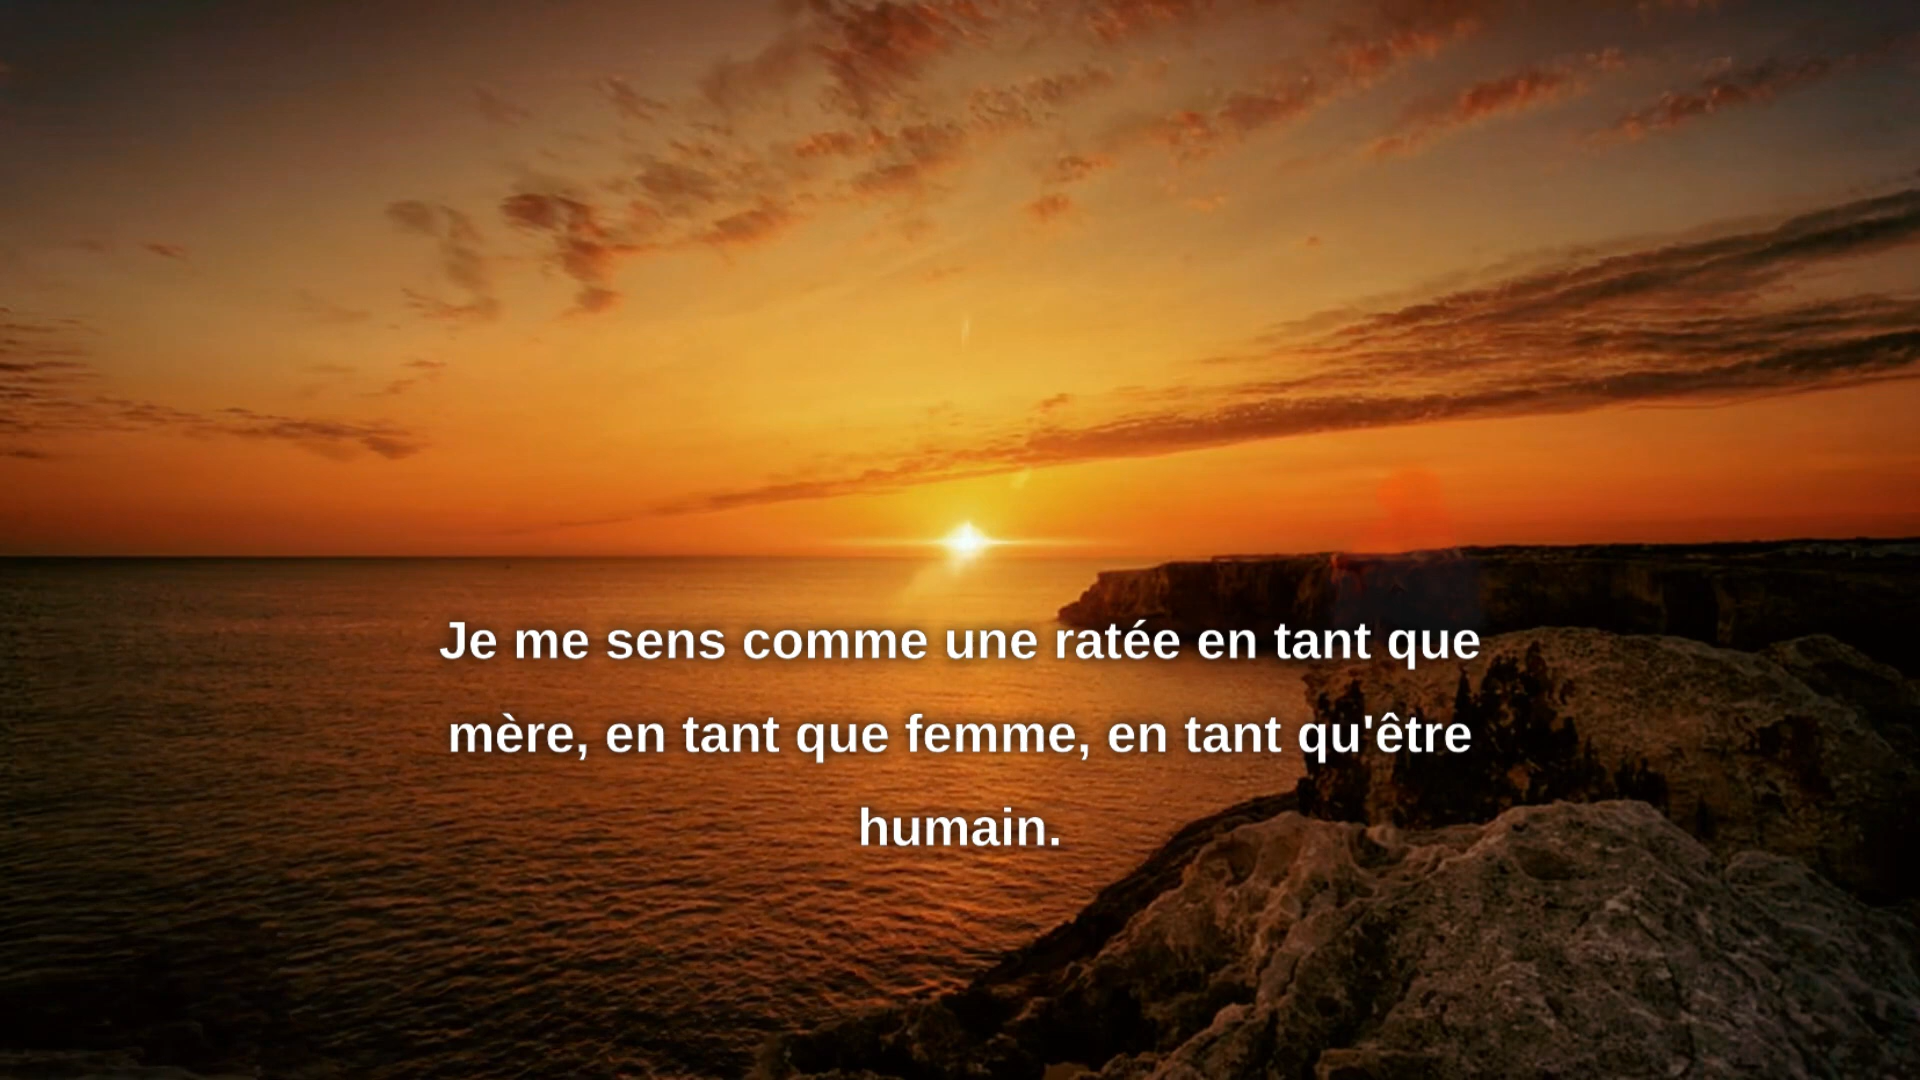 Je me sens comme une ratée en tant que
mère, en tant que femme, en tant qu'être
humain.